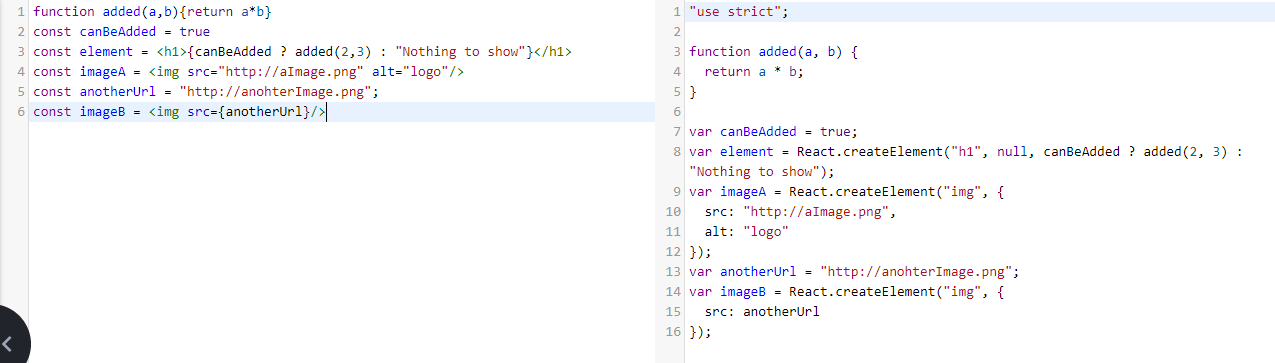 1 function added(a,b){return a*b}
2 const canBeAdded = true
3 const element = <h1>{canBeAdded ? added(2,3) : "Nothing to show"}</h1>
4 const imageA = <img src="http://aImage.png" alt="logo"/>
5 const anotherUrl = "http://anohterImage.png";
6 const imageB = <img src={anotherUrl}/>
1 "use strict";
2
3 function added(a, b) {
4   return a * b;
5 }
6
7 var canBeAdded = true;
8 var element = React.createElement("h1", null, canBeAdded ? added(2, 3) :
"Nothing to show");
9 var imageA = React.createElement("img", {
10   src: "http://aImage.png",
11   alt: "logo"
12 });
13 var anotherUrl = "http://anohterImage.png";
14 var imageB = React.createElement("img", {
15   src: anotherUrl
16 });